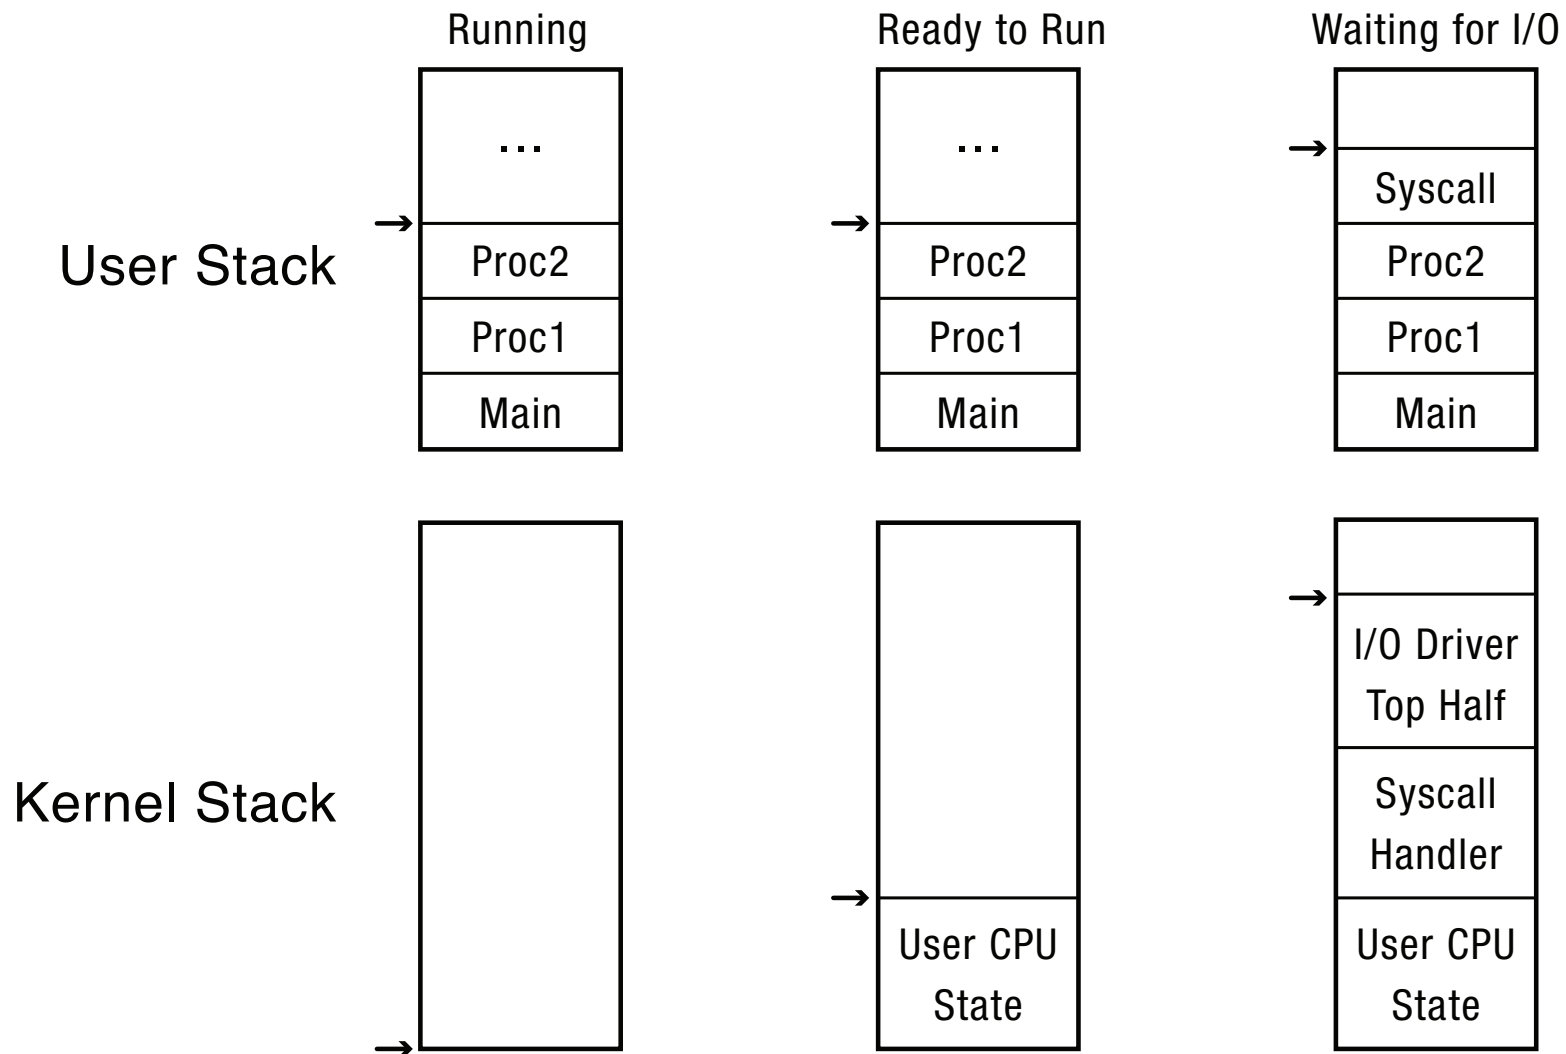 Running
Ready to Run
Waiting for I/O
...
...
Syscall
User Stack
Proc2
Proc2
Proc2
Proc1
Proc1
Proc1
Main
Main
Main
I/O Driver
Top Half
Kernel Stack
Syscall
Handler
User CPU
State
User CPU
State